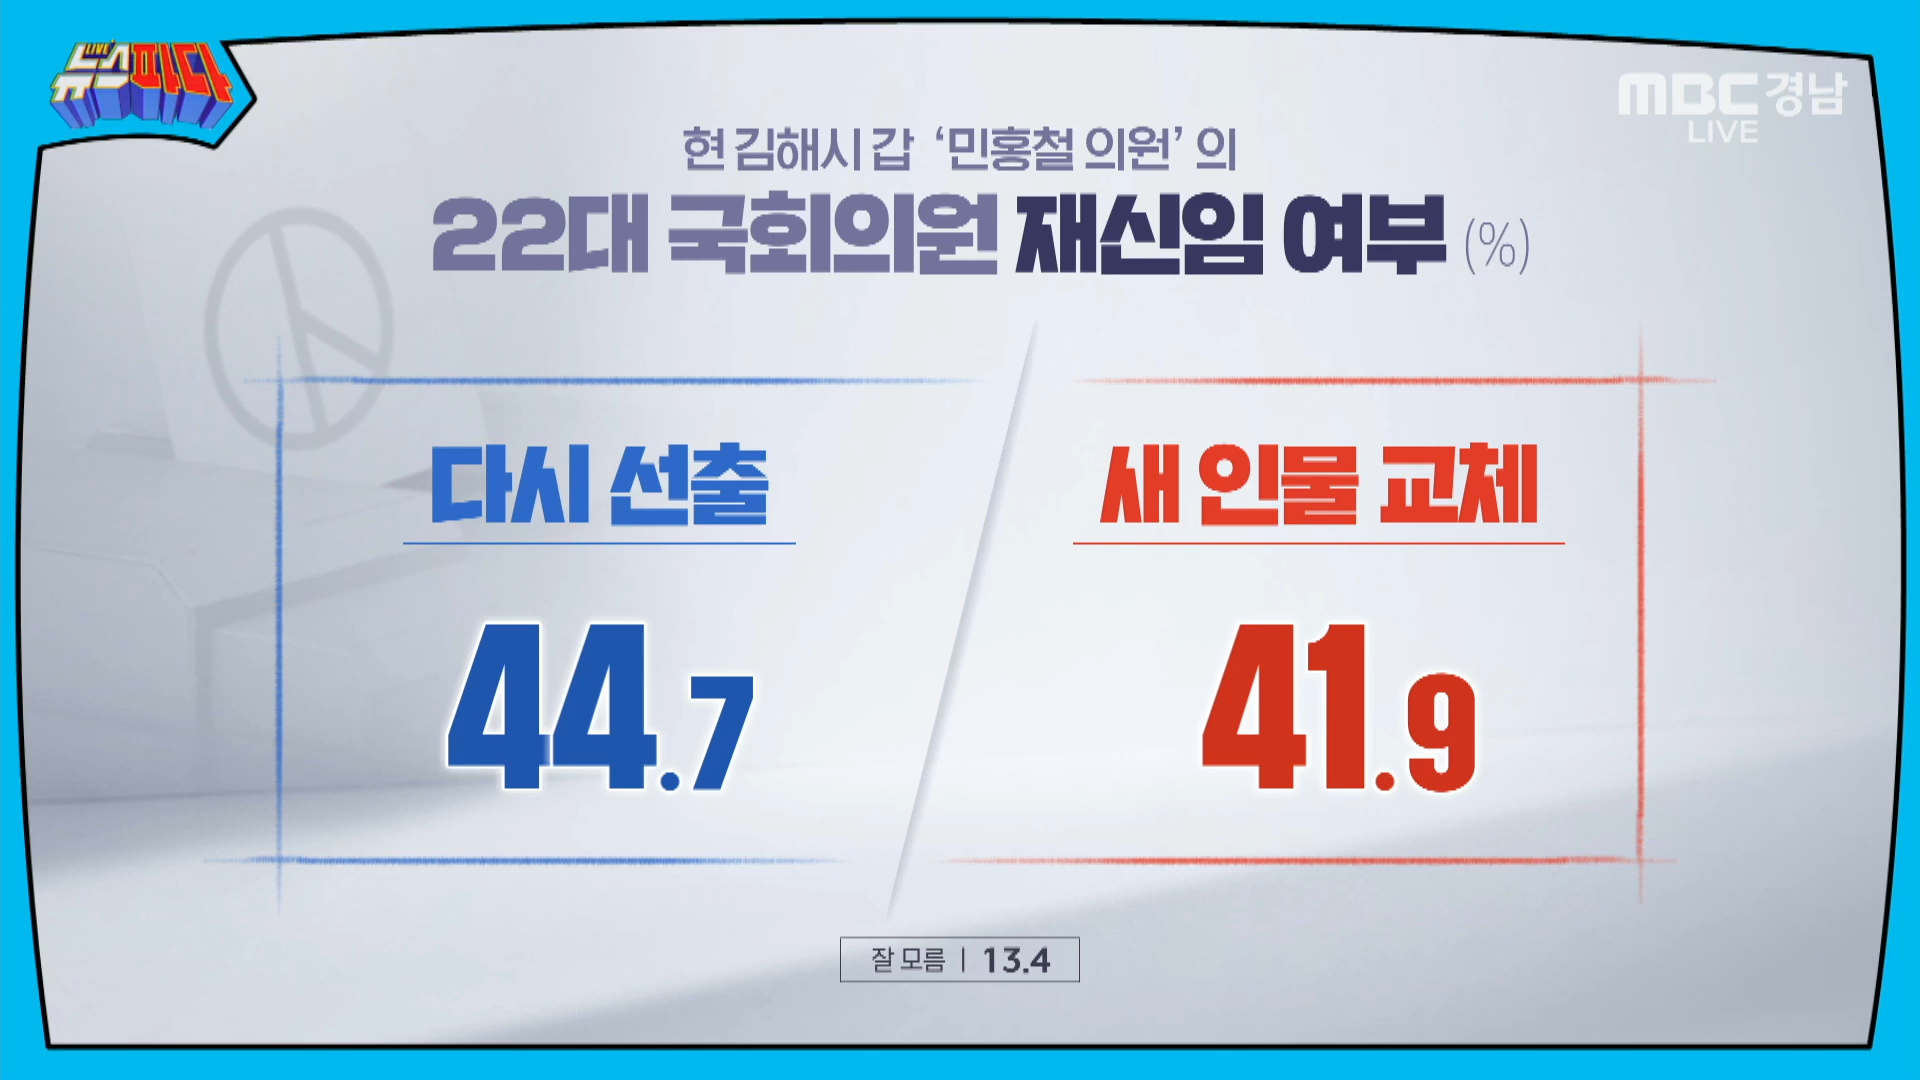 LIVE
뉴스파다
MBC경남
LIVE
현 김해시 갑 ‘민홍철 의원’ 의
22대 국회의원 재신임 여부 (%)
다시 선출
새 인물 교체
44.7
41.9
잘 모름 | 13.4